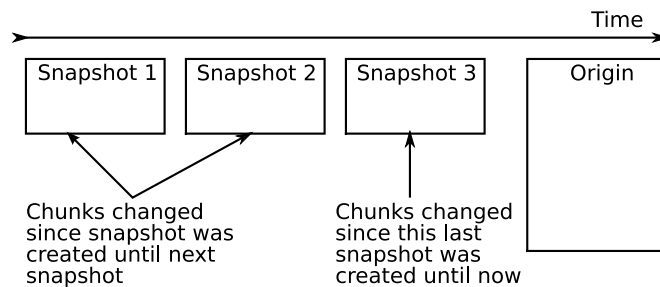 Time
Snapshot 1
Snapshot 2
Snapshot 3
Origin
Chunks changed
since snapshot was
created until next
snapshot
Chunks changed
since this last
snapshot was
created until now